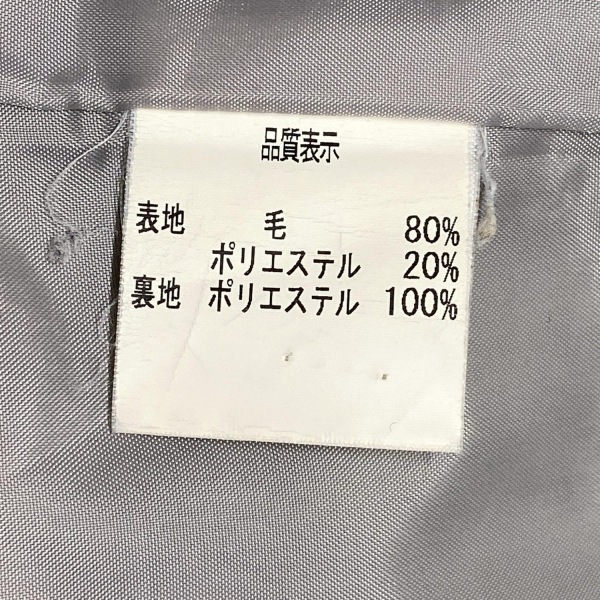 品質表示
表地 毛 80%
ポリエステル 20%
裏地 ポリエステル 100%